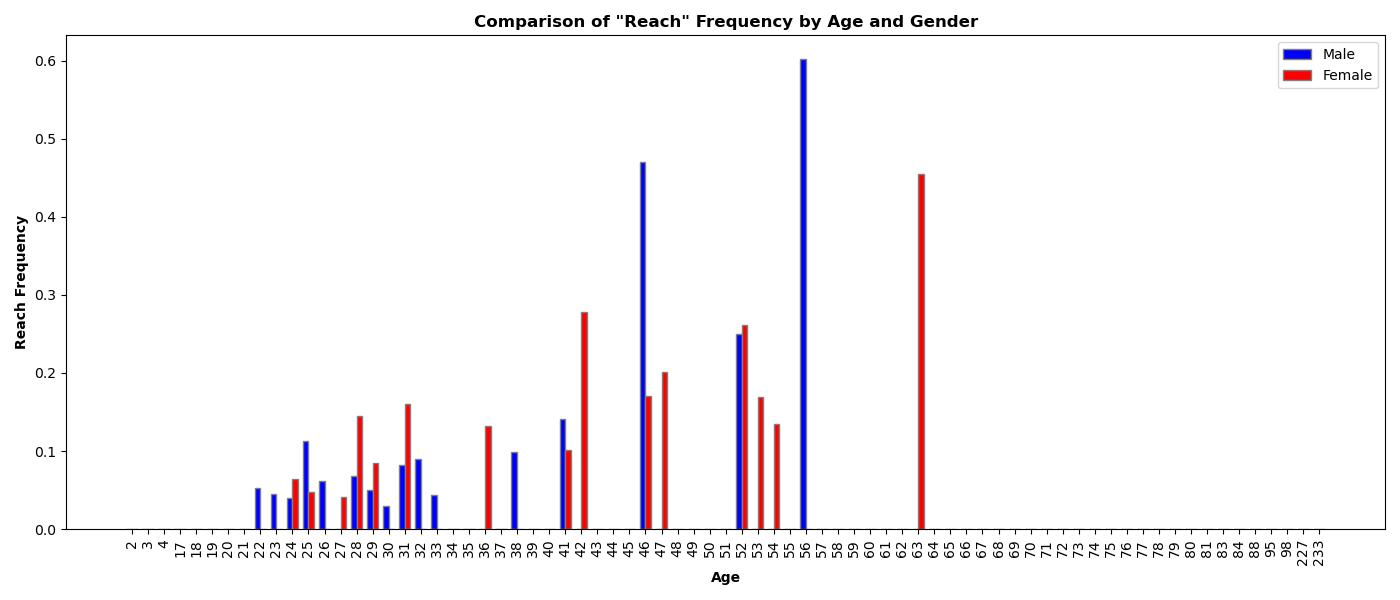 Comparison of "Reach" Frequency by Age and Gender
Male
Female
Reach Frequency
0.6
0.5
0.4
0.3
0.2
0.1
0.0
2 3 4 17 18 19 20 21 22 23 24 25 26 27 28 29 30 31 32 33 34 35 36 37 38 39 40 41 42 43 44 45 46 47 48 49 50 51 52 53 54 55 56 57 58 59 60 61 62 63 64 65 66 67 68 69 70 71 72 73 74 75 76 77 78 79 80 81 83 84 88 95 98 227 233
Age